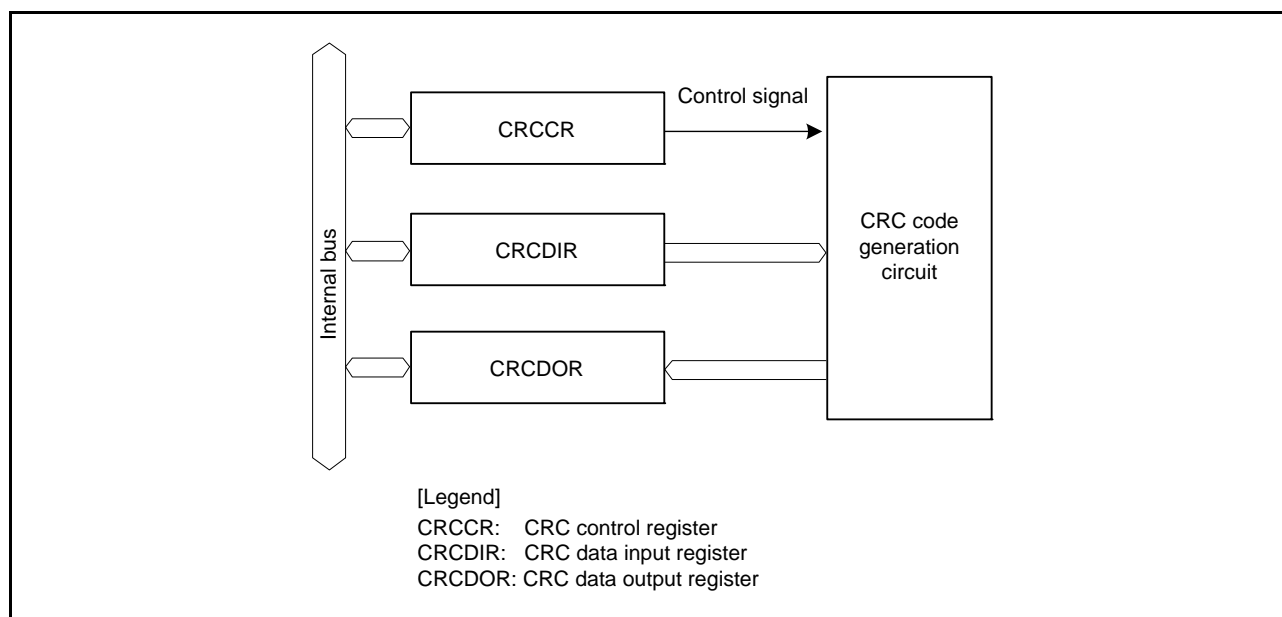 Control signal
CRCCR
CRCDIR
CRCDOR
Internal bus
CRC code
generation
circuit
[Legend]
CRCCR: CRC control register
CRCDIR: CRC data input register
CRCDOR: CRC data output register